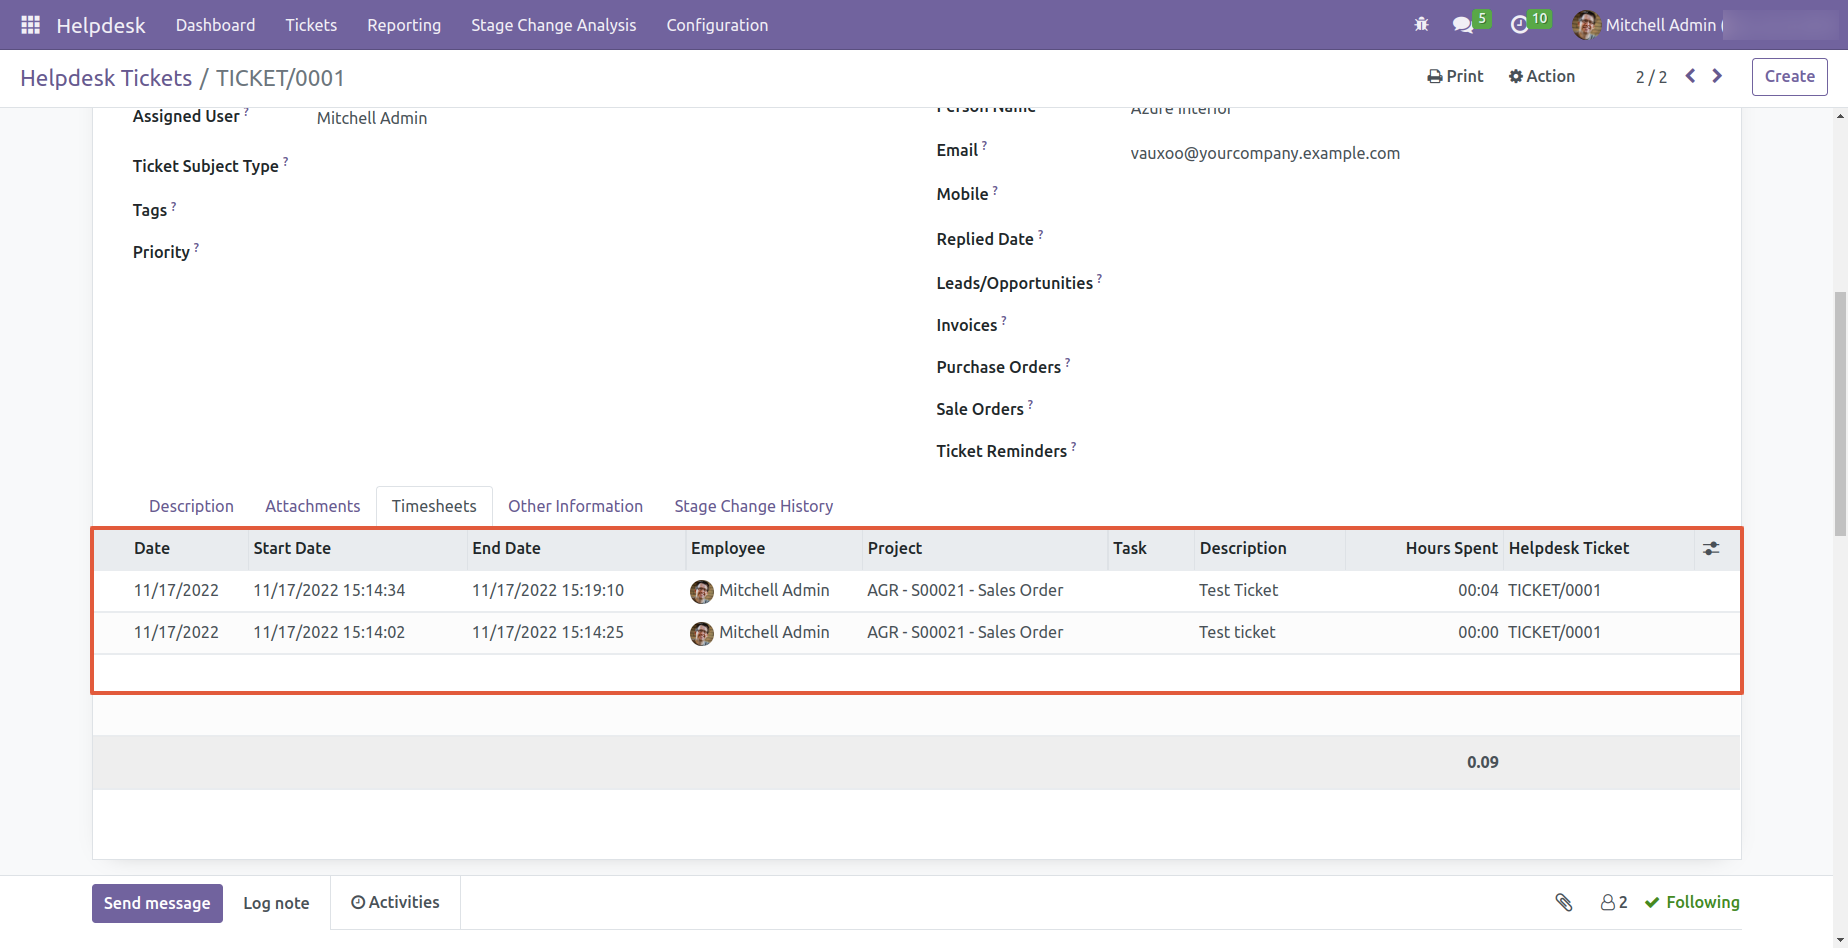 Helpdesk Dashboard Tickets Reporting Stage Change Analysis Configuration 5 10 Mitchell Admin (
Helpdesk Tickets / TICKET/0001 Print Action 2 / 2 Create
Assigned User ? Mitchell Admin
Ticket Subject Type ?
Tags ?
Priority ?
Person Name Azure Interior
Email ? vauxoo@yourcompany.example.com
Mobile ?
Replied Date ?
Leads/Opportunities ?
Invoices ?
Purchase Orders ?
Sale Orders ?
Ticket Reminders ?
Description Attachments Timesheets Other Information Stage Change History
Date Start Date End Date Employee Project Task Description Hours Spent Helpdesk Ticket
11/17/2022 11/17/2022 15:14:34 11/17/2022 15:19:10 Mitchell Admin AGR - S00021 - Sales Order Test Ticket 00:04 TICKET/0001
11/17/2022 11/17/2022 15:14:02 11/17/2022 15:14:25 Mitchell Admin AGR - S00021 - Sales Order Test ticket 00:00 TICKET/0001
0.09
Send message Log note Activities 2 Following